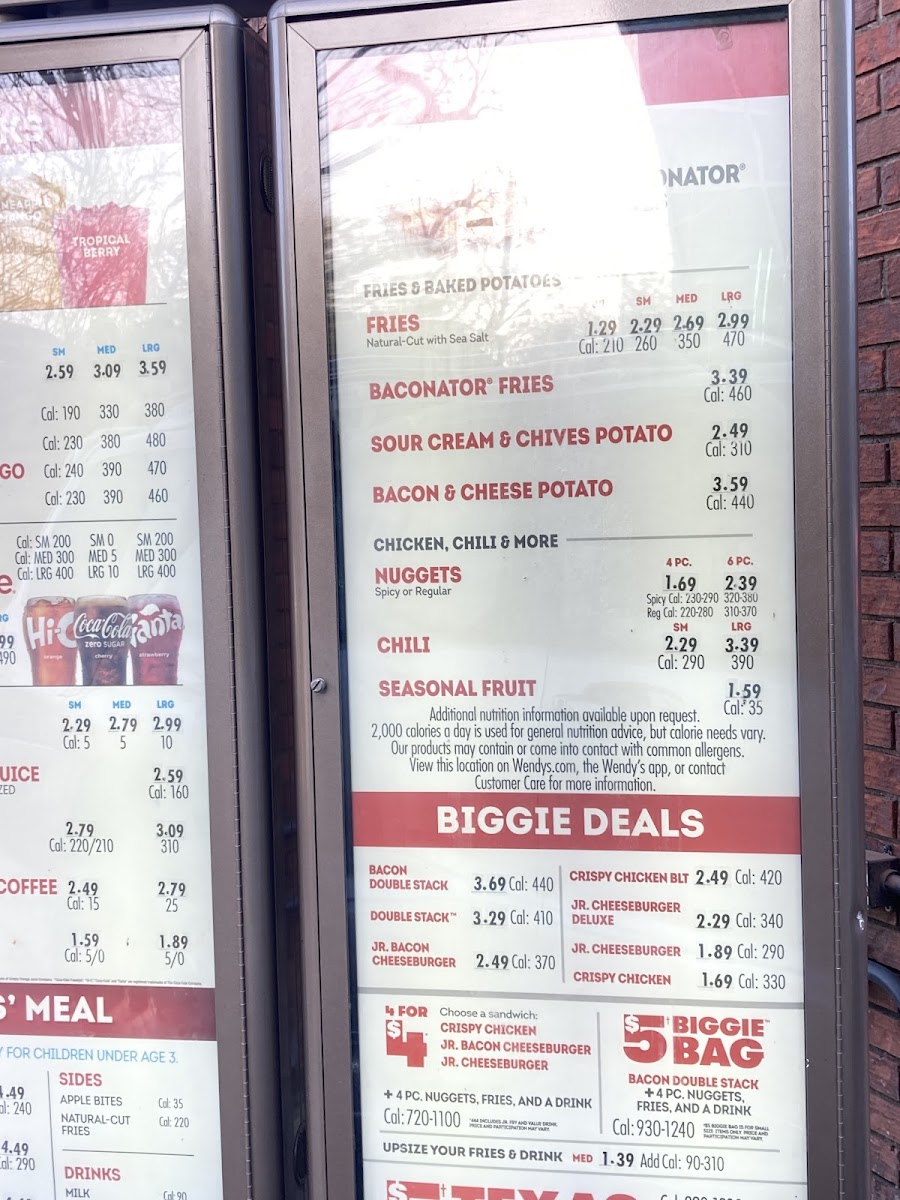 TROPICAL
BERRY
SM MED LRG
2.59 3.09 3.59
Cal: 190 330 380
Cal: 230 380 480
GO Cal: 240 390 470
Cal: 230 390 460
Cal: SM 200 SM 0 SM 200
Cal: MED 300 MED 5 MED 300
Cal: LRG 400 LRG 10 LRG 400
Hi-C Coca-Cola Fanta
ZERO SUGAR
orange cherry strawberry
SM MED LRG
2.29 2.79 2.99
Cal: 5 5 10
UICE 2.59
ZED Cal: 160
2.79 3.09
Cal: 220/210 310
COFFEE 2.49 2.79
Cal: 15 25
1.59 1.89
Cal: 5/0 5/0
S' MEAL
Y FOR CHILDREN UNDER AGE 3.
SIDES
APPLE BITES Cal: 35
NATURAL-CUT Cal: 220
FRIES
4.49
al: 290
DRINKS
MILK Cal: 90
ONATOR®
FRIES & BAKED POTATOES
SM MED LRG
FRIES 1.29 2.29 2.69 2.99
Natural-Cut with Sea Salt Cal: 210 260 350 470
BACONATOR® FRIES 3.39
Cal: 460
SOUR CREAM & CHIVES POTATO 2.49
Cal: 310
BACON & CHEESE POTATO 3.59
Cal: 440
CHICKEN, CHILI & MORE
4 PC. 6 PC.
NUGGETS 1.69 2.39
Spicy or Regular Spicy Cal: 230-290 320-380
Reg Cal: 220-280 310-370
SM LRG
CHILI 2.29 3.39
Cal: 290 390
SEASONAL FRUIT 1.59
Cal: 35
Additional nutrition information available upon request.
2,000 calories a day is used for general nutrition advice, but calorie needs vary.
Our products may contain or come into contact with common allergens.
View this location on Wendys.com, the Wendy's app, or contact
Customer Care for more information.
BIGGIE DEALS
BACON
DOUBLE STACK 3.69 Cal: 440
DOUBLE STACK™ 3.29 Cal: 410
JR. BACON
CHEESEBURGER 2.49 Cal: 370
CRISPY CHICKEN BLT 2.49 Cal: 420
JR. CHEESEBURGER
DELUXE 2.29 Cal: 340
JR. CHEESEBURGER 1.89 Cal: 290
CRISPY CHICKEN 1.69 Cal: 330
4 FOR
$4
Choose a sandwich:
CRISPY CHICKEN
JR. BACON CHEESEBURGER
JR. CHEESEBURGER
+ 4 PC. NUGGETS, FRIES, AND A DRINK
Cal: 720-1100
$5 BIGGIE™
BAG
BACON DOUBLE STACK
+ 4 PC. NUGGETS,
FRIES, AND A DRINK
Cal: 930-1240
UPSIZE YOUR FRIES & DRINK MED 1.39 Add Cal: 90-310